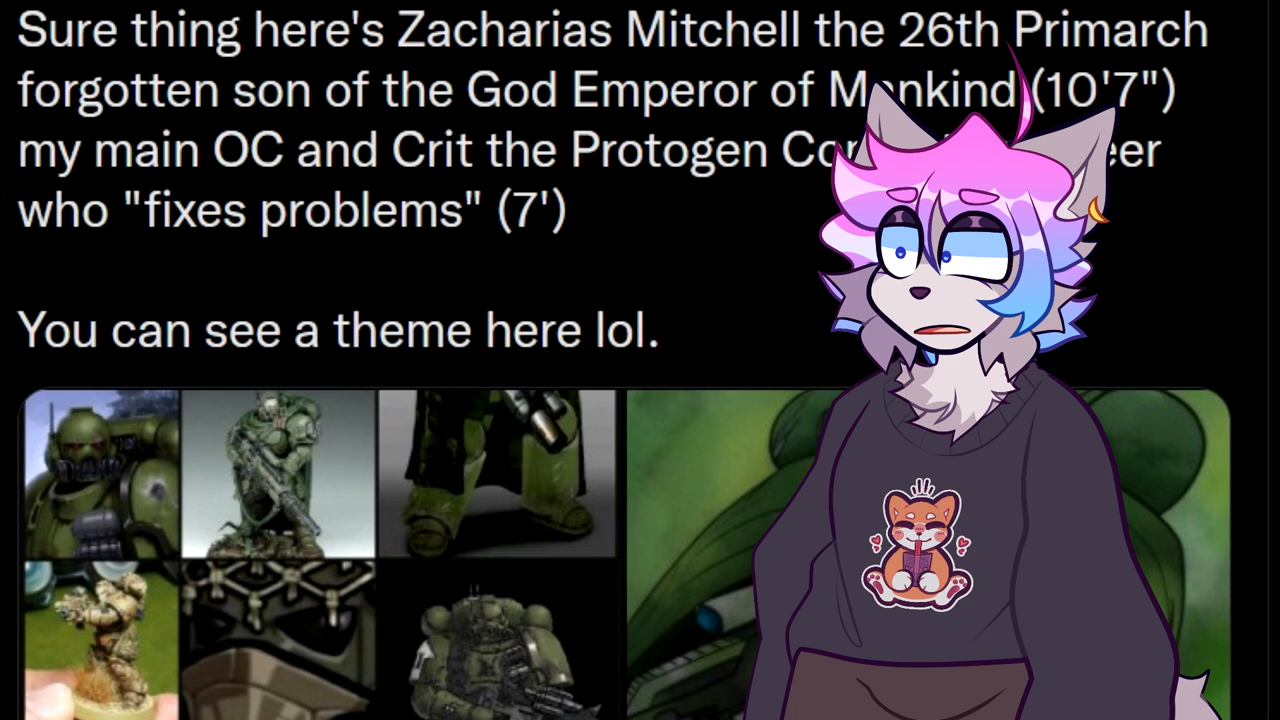 Sure thing here's Zacharias Mitchell the 26th Primarch
forgotten son of the God Emperor of Mankind (10'7")
my main OC and Crit the Protogen
who "fixes problems" (7')
You can see a theme here lol.